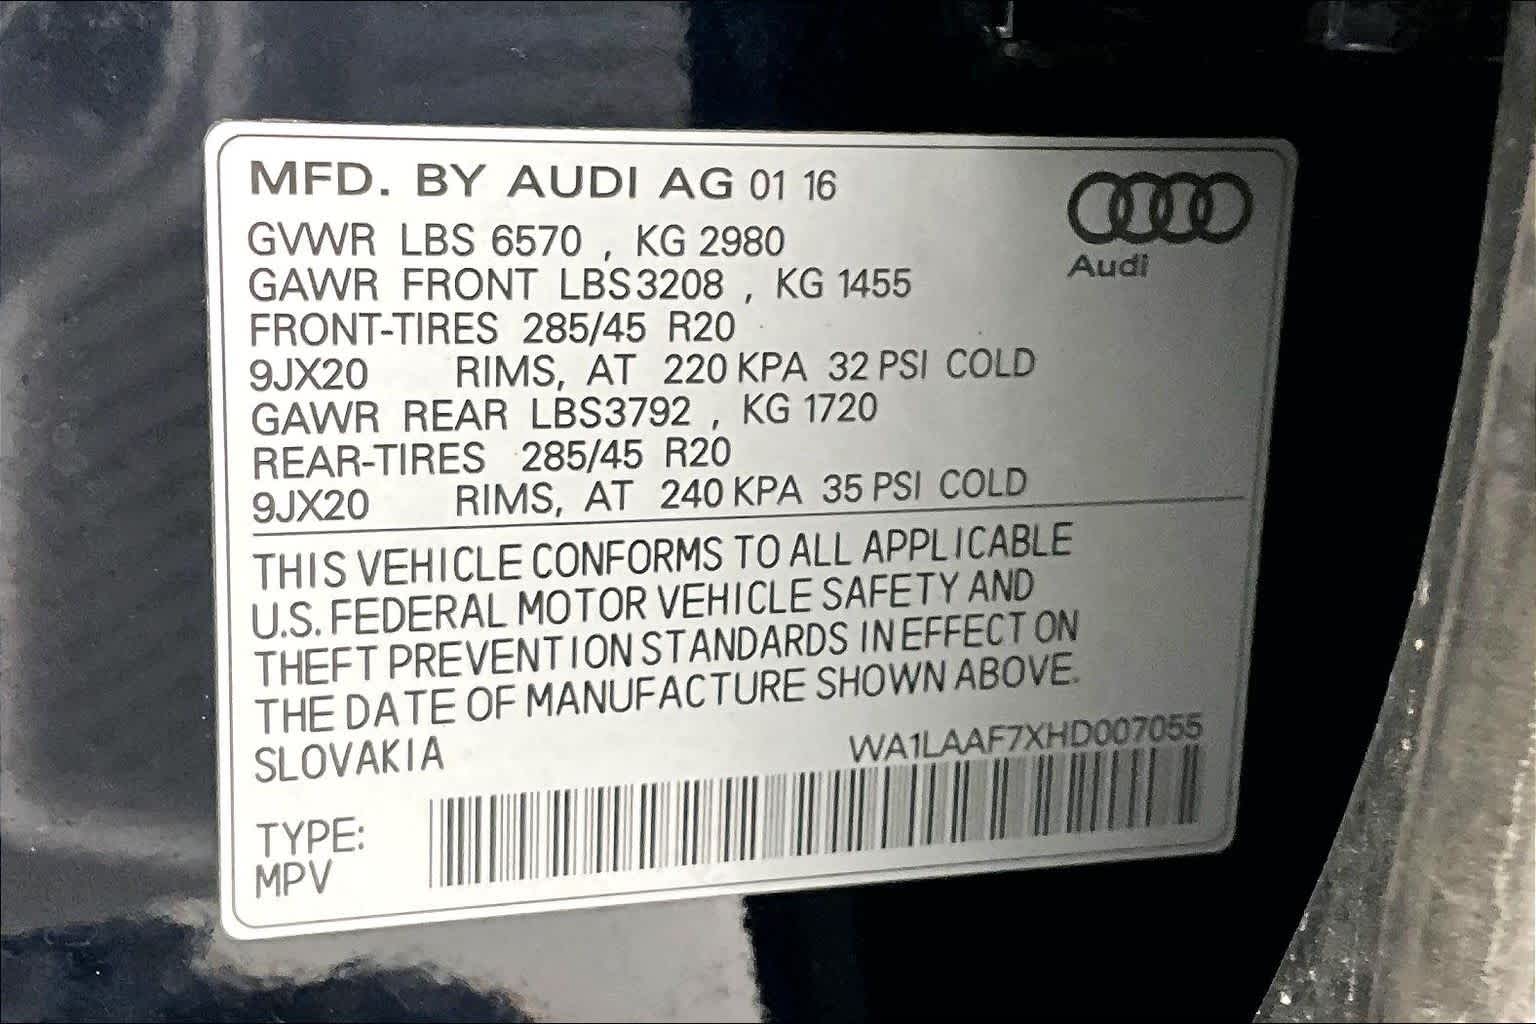 MFD. BY AUDI AG 01 16
GVWR LBS 6570 , KG 2980
GAWR FRONT LBS3208 , KG 1455
FRONT-TIRES 285/45 R20
9JX20 RIMS, AT 220 KPA 32 PSI COLD
GAWR REAR LBS3792 , KG 1720
REAR-TIRES 285/45 R20
9JX20 RIMS, AT 240 KPA 35 PSI COLD
Audi
THIS VEHICLE CONFORMS TO ALL APPLICABLE
U.S. FEDERAL MOTOR VEHICLE SAFETY AND
THEFT PREVENTION STANDARDS IN EFFECT ON
THE DATE OF MANUFACTURE SHOWN ABOVE.
SLOVAKIA
WA1LAAF7XHD007055
TYPE:
MPV